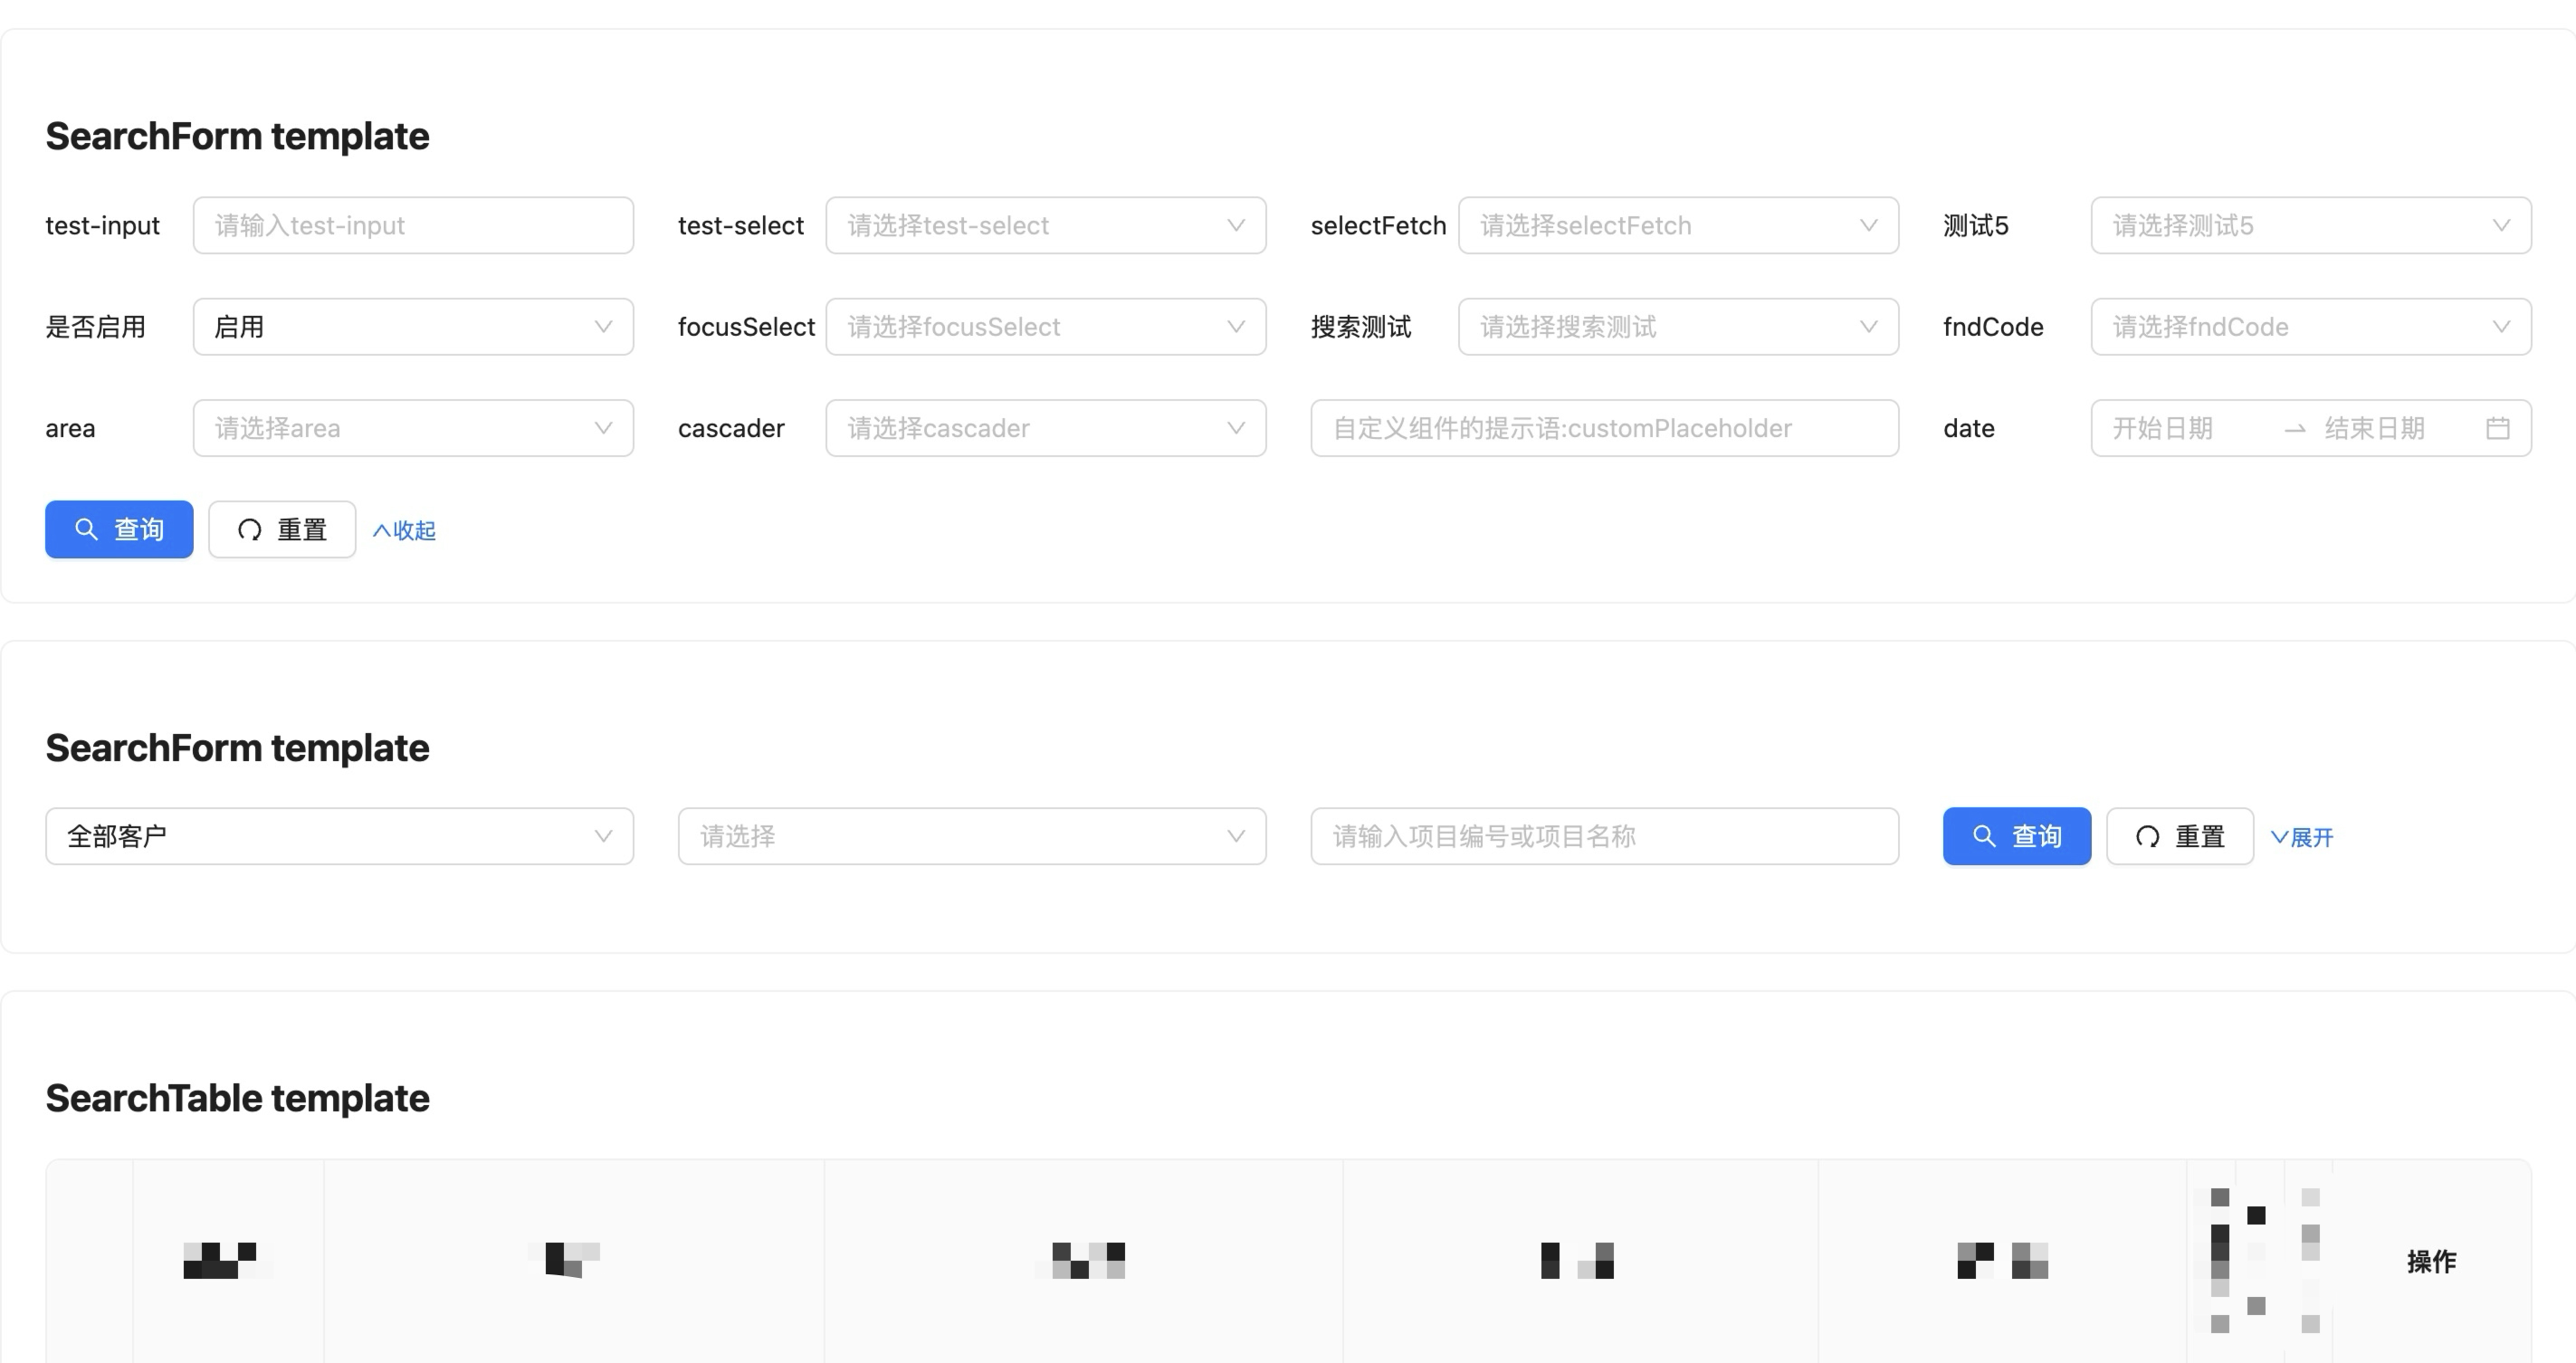 SearchForm template
test-input 请输入test-input test-select 请选择test-select selectFetch 请选择selectFetch 测试5 请选择测试5
是否启用 启用 focusSelect 请选择focusSelect 搜索测试 请选择搜索测试 fndCode 请选择fndCode
area 请选择area cascader 请选择cascader 自定义组件的提示语:customPlaceholder date 开始日期 → 结束日期
查询 重置 收起
SearchForm template
全部客户 请选择 请输入项目编号或项目名称 查询 重置 展开
SearchTable template
操作